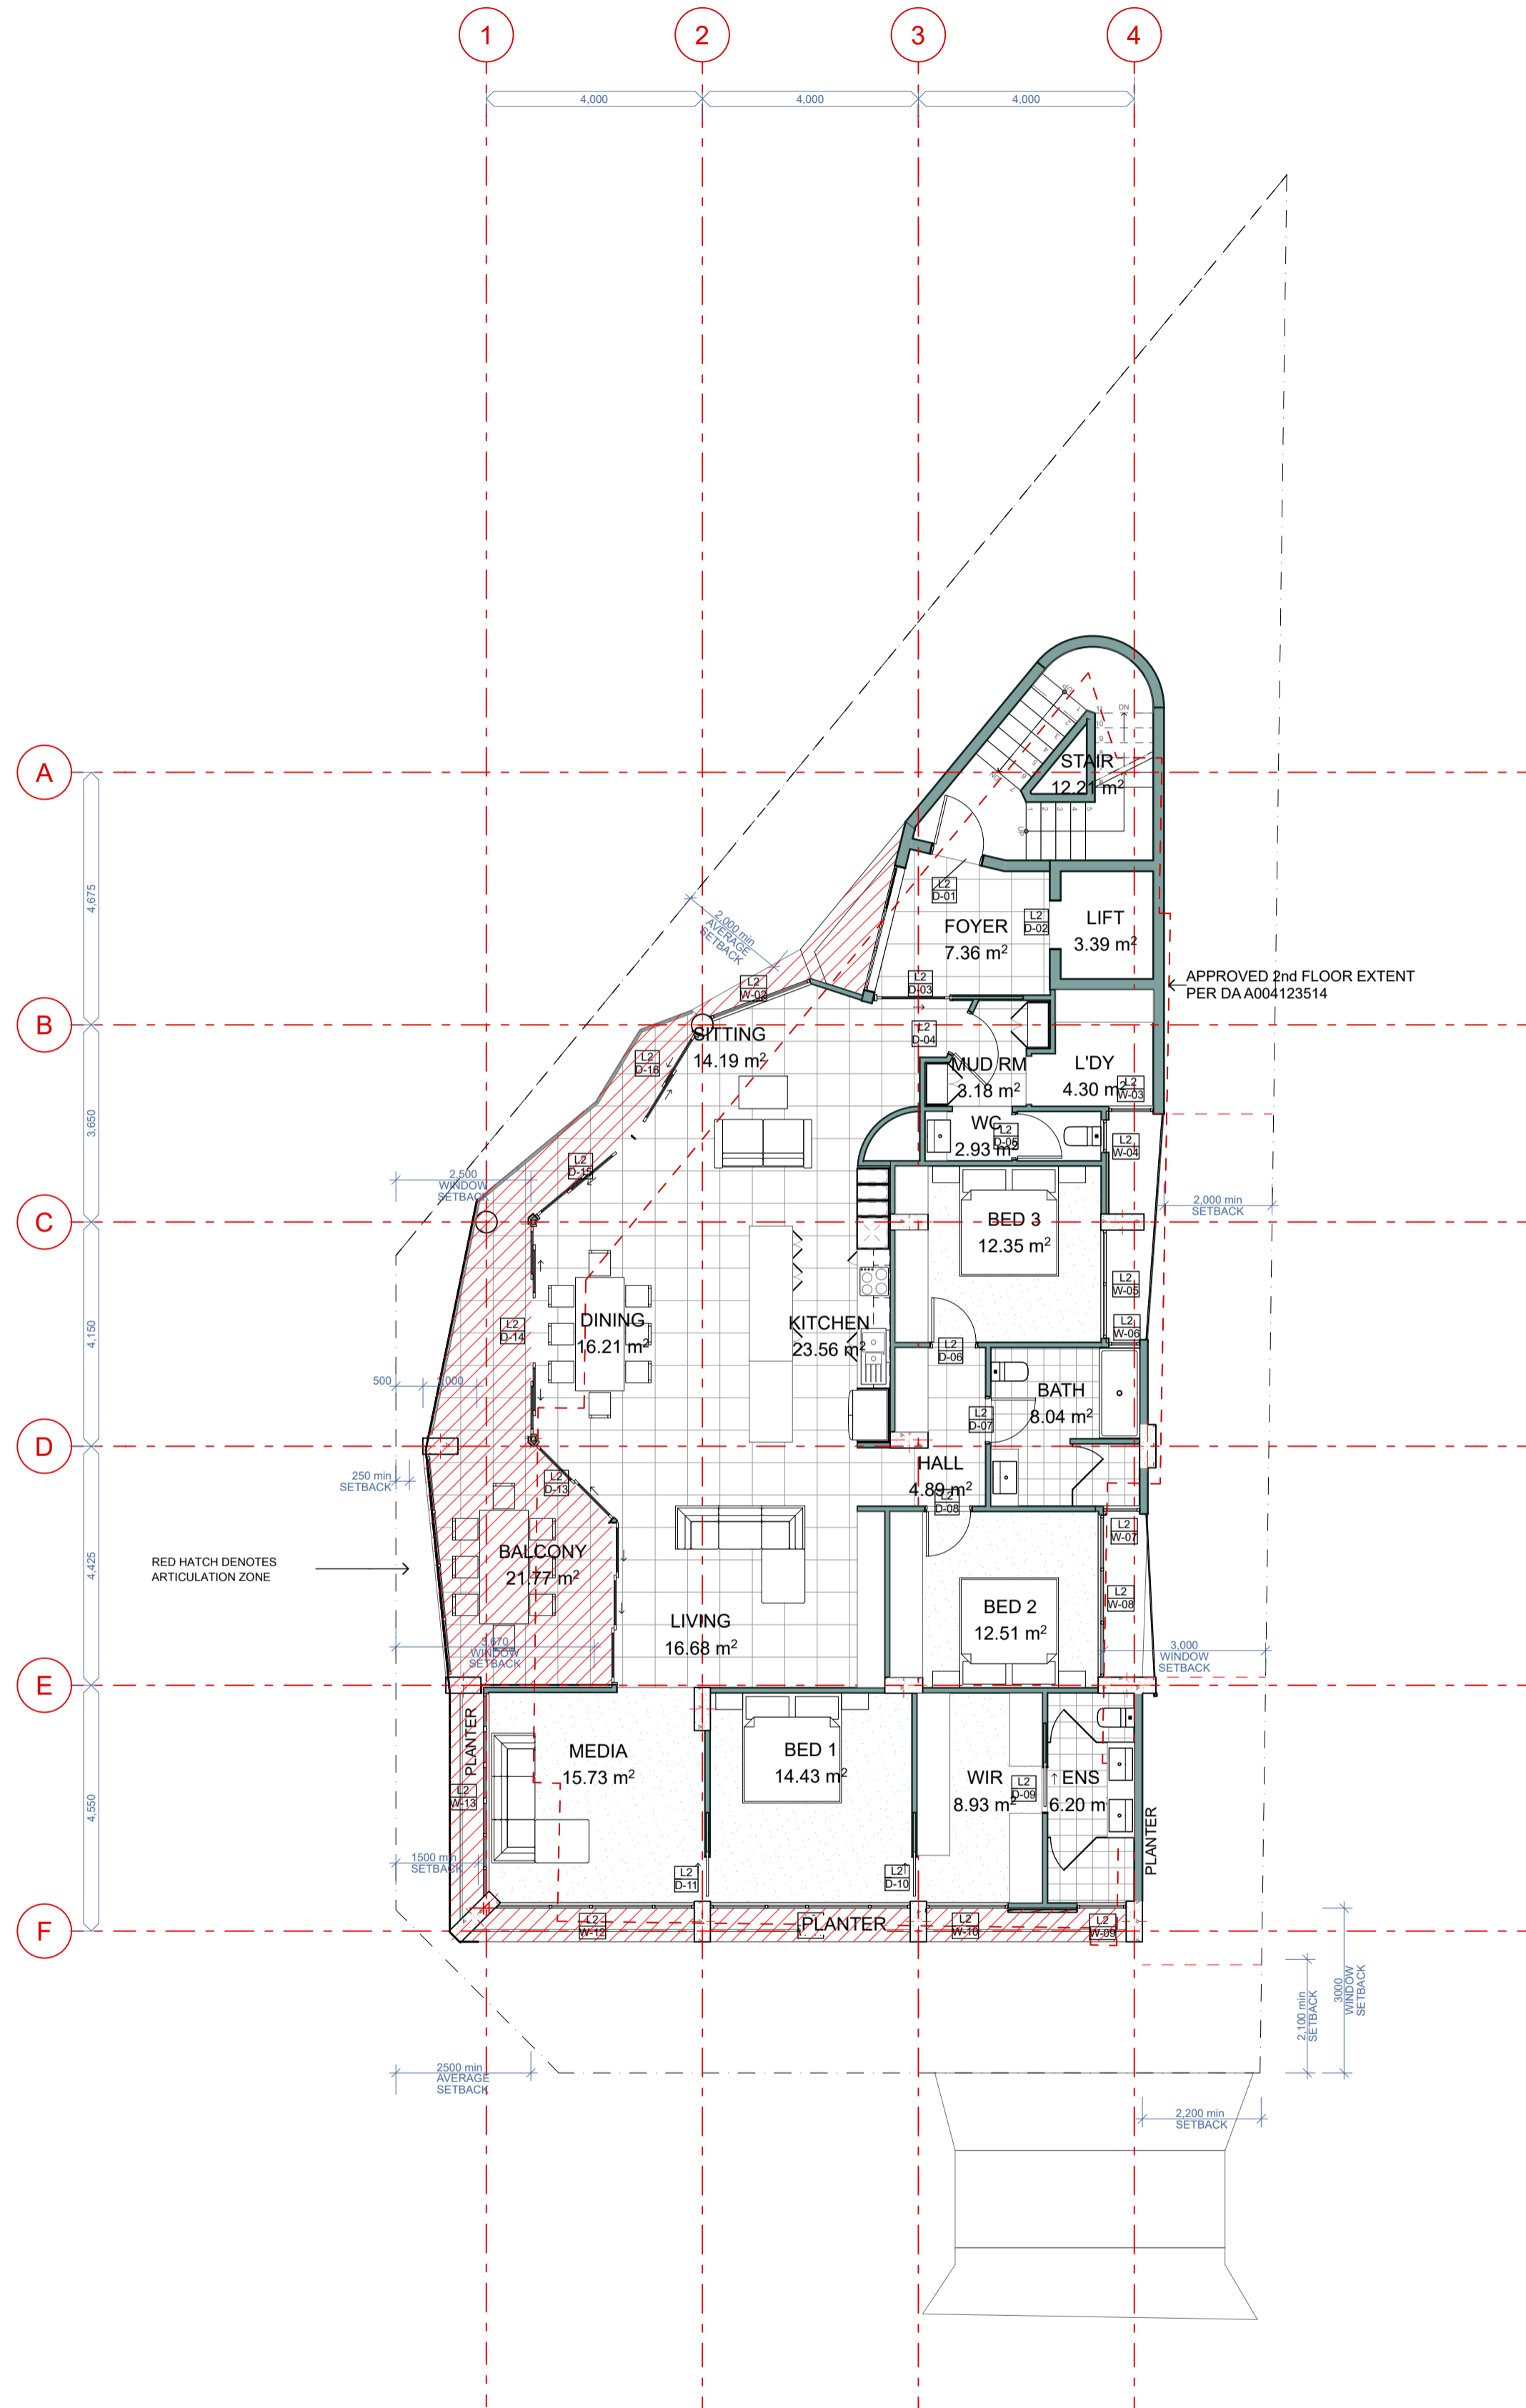 1
2
3
4
4,000
4,000
4,000
A
B
C
D
E
F
4,675
3,650
4,150
4,425
4,550
UP
DN
STAIR
12.21 m²
UP
DN
L2
D-01
L2
D-02
LIFT
3.39 m²
FOYER
7.36 m²
2,000 min
AVERAGE
SETBACK
L2
W-02
L2
D-03
APPROVED 2nd FLOOR EXTENT
PER DA A004123514
SITTING
14.19 m²
L2
D-04
L2
D-16
MUD RM
3.18 m²
L'DY
4.30 m²
L2
W-03
WC
2.93 m²
L2
D-05
L2
W-04
L2
D-15
2,500
WINDOW
SETBACK
2,000 min
SETBACK
BED 3
12.35 m²
L2
W-05
L2
D-14
DINING
16.21 m²
KITCHEN
23.56 m²
L2
W-06
L2
D-06
500
BATH
8.04 m²
L2
D-07
250 min
SETBACK
L2
D-13
HALL
4.89 m²
L2
D-08
L2
W-07
RED HATCH DENOTES
ARTICULATION ZONE
BALCONY
21.77 m²
L2
W-08
BED 2
12.51 m²
LIVING
16.68 m²
3,670
WINDOW
SETBACK
3,000
WINDOW
SETBACK
PLANTER
MEDIA
15.73 m²
BED 1
14.43 m²
WIR
8.93 m²
L2
D-09
ENS
6.20 m
L2
W-13
PLANTER
1500 min
SETBACK
L2
D-11
L2
D-10
L2
W-12
PLANTER
L2
W-10
L2
W-09
2,100 min
SETBACK
3000
WINDOW
SETBACK
2500 min
AVERAGE
SETBACK
2,200 min
SETBACK